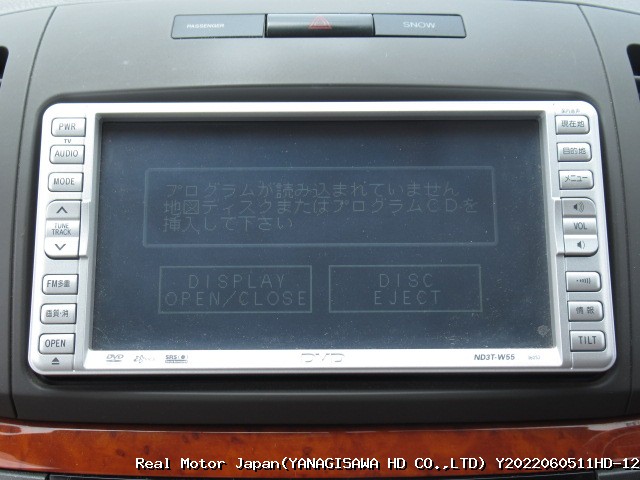 PASSENGER
SNOW
PWR
TV
AUDIO
MODE
TUNE
TRACK
FM多重
画質・消
OPEN
プログラムが読み込まれていません
地図ディスクまたはプログラムCDを
挿入して下さい
DISPLAY
OPEN/CLOSE
DISC
EJECT
現在地
目的地
メニュー
VOL
情報
TILT
DVD
SRS
DVD
ND3T-W55
Real Motor Japan(YANAGISAWA HD CO.,LTD) Y2022060511HD-12